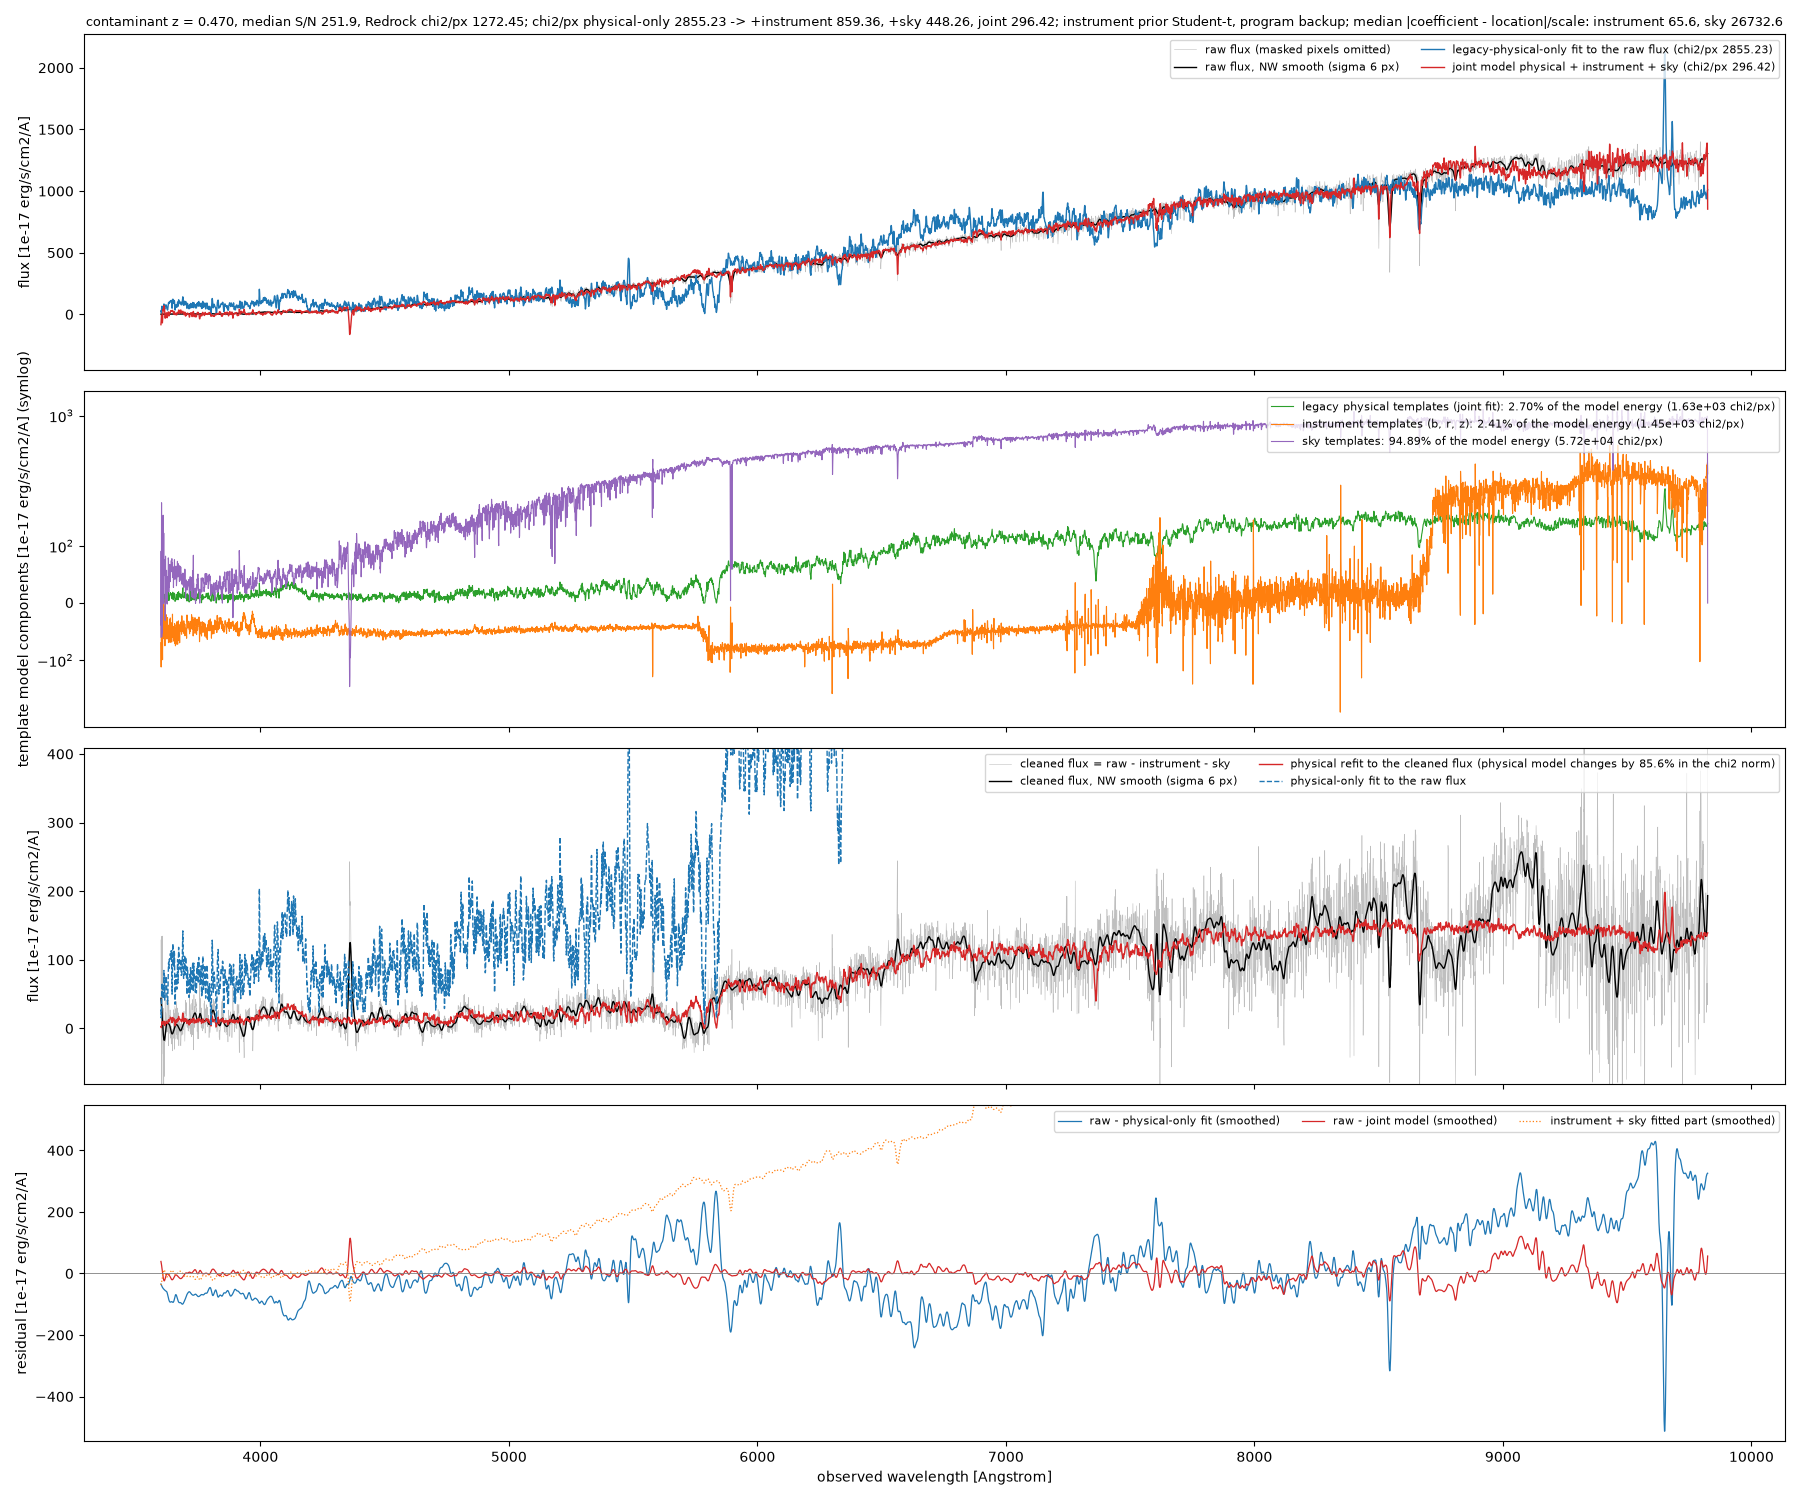 contaminant z = 0.470, median S/N 251.9, Redrock chi2/px 1272.45; chi2/px physical-only 2855.23 -> +instrument 859.36, +sky 448.26, joint 296.42; instrument prior Student-t, program backup; median |coefficient - location|/scale: instrument 65.6, sky 26732.6
raw flux (masked pixels omitted)
raw flux, NW smooth (sigma 6 px)
legacy-physical-only fit to the raw flux (chi2/px 2855.23)
joint model physical + instrument + sky (chi2/px 296.42)
flux [1e-17 erg/s/cm2/A]
2000
1500
1000
500
0
legacy physical templates (joint fit): 2.70% of the model energy (1.63e+03 chi2/px)
instrument templates (b, r, z): 2.41% of the model energy (1.45e+03 chi2/px)
sky templates: 94.89% of the model energy (5.72e+04 chi2/px)
template model components [1e-17 erg/s/cm2/A] (symlog)
10³
10²
0
−10²
cleaned flux = raw - instrument - sky
cleaned flux, NW smooth (sigma 6 px)
physical refit to the cleaned flux (physical model changes by 85.6% in the chi2 norm)
physical-only fit to the raw flux
flux [1e-17 erg/s/cm2/A]
400
300
200
100
0
raw - physical-only fit (smoothed)
raw - joint model (smoothed)
instrument + sky fitted part (smoothed)
residual [1e-17 erg/s/cm2/A]
400
200
0
−200
−400
4000 5000 6000 7000 8000 9000 10000
observed wavelength [Angstrom]